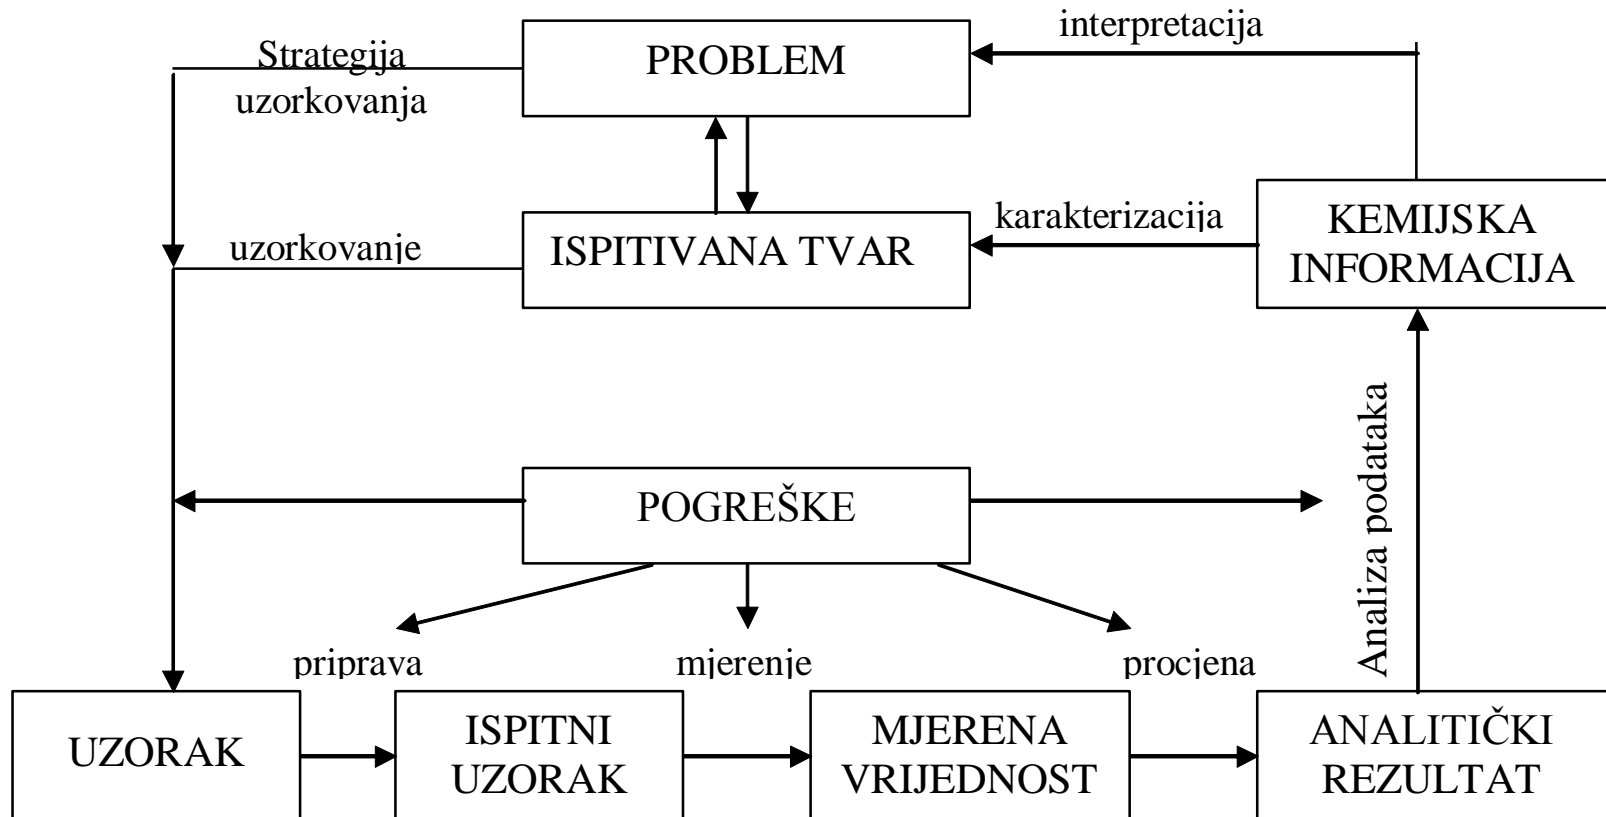 interpretacija
Strategija
uzorkovanja
PROBLEM
uzorkovanje
ISPITIVANA TVAR
karakterizacija
KEMIJSKA
INFORMACIJA
POGREŠKE
Analiza podataka
priprava
mjerenje
procjena
UZORAK
ISPITNI
UZORAK
MJERENA
VRIJEDNOST
ANALITIČKI
REZULTAT